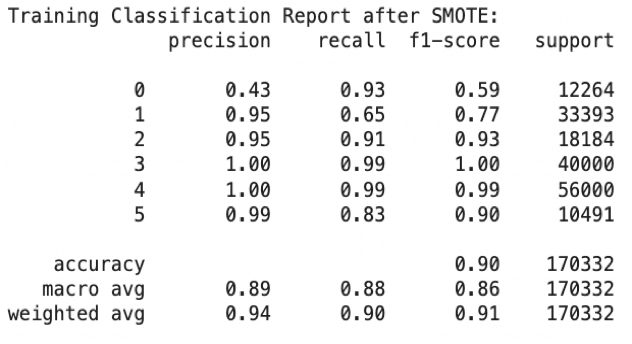 Training Classification Report after SMOTE:
precision recall f1-score support
0 0.43 0.93 0.59 12264
1 0.95 0.65 0.77 33393
2 0.95 0.91 0.93 18184
3 1.00 0.99 1.00 40000
4 1.00 0.99 0.99 56000
5 0.99 0.83 0.90 10491
accuracy 0.90 170332
macro avg 0.89 0.88 0.86 170332
weighted avg 0.94 0.90 0.91 170332